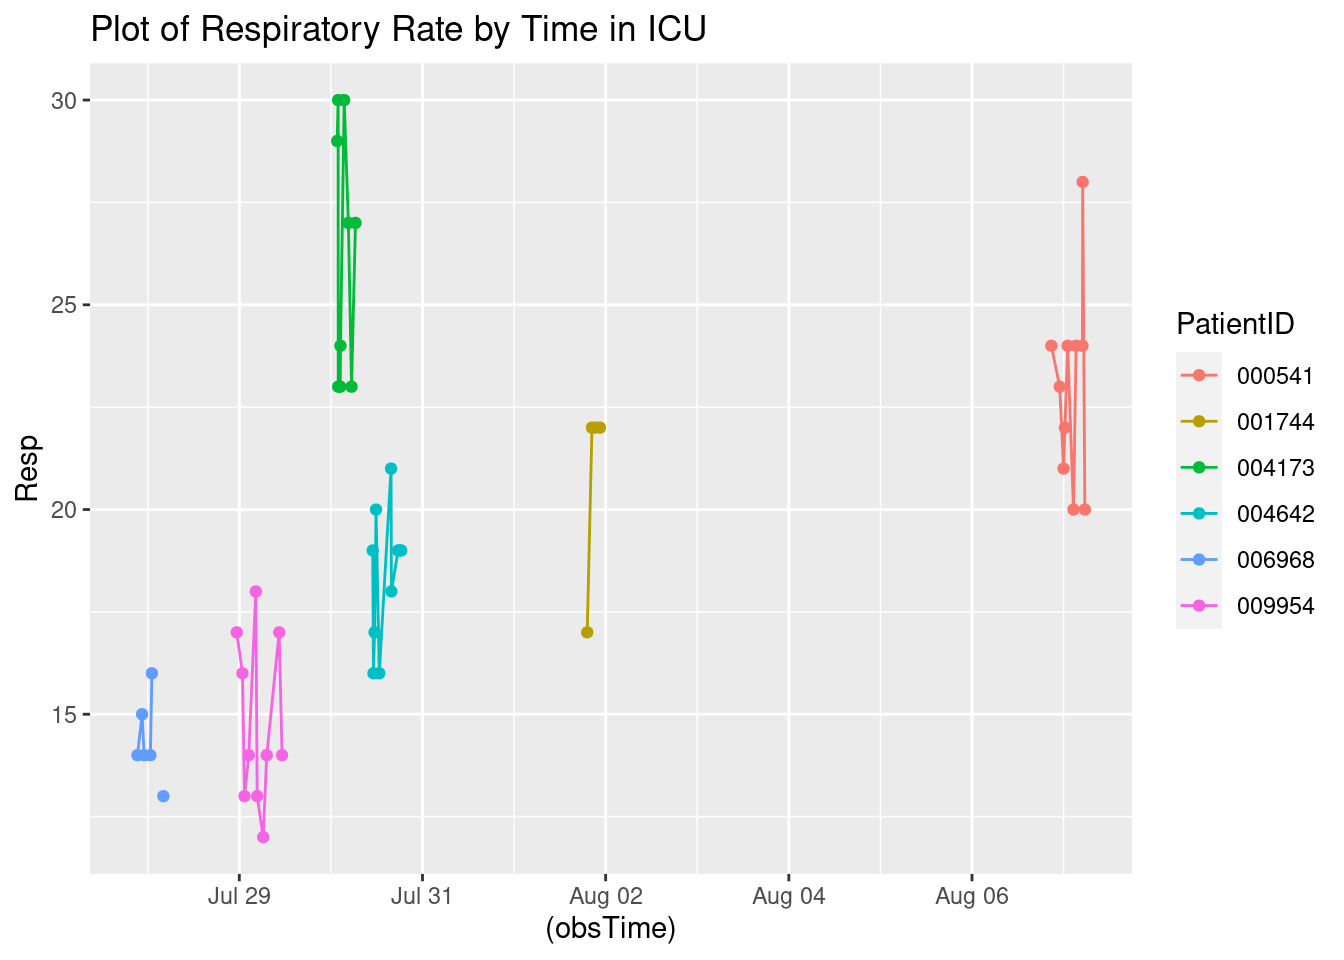 Plot of Respiratory Rate by Time in ICU
30
25
20
15
Resp
Jul 29
Jul 31
Aug 02
Aug 04
Aug 06
(obsTime)
PatientID
000541
001744
004173
004642
006968
009954